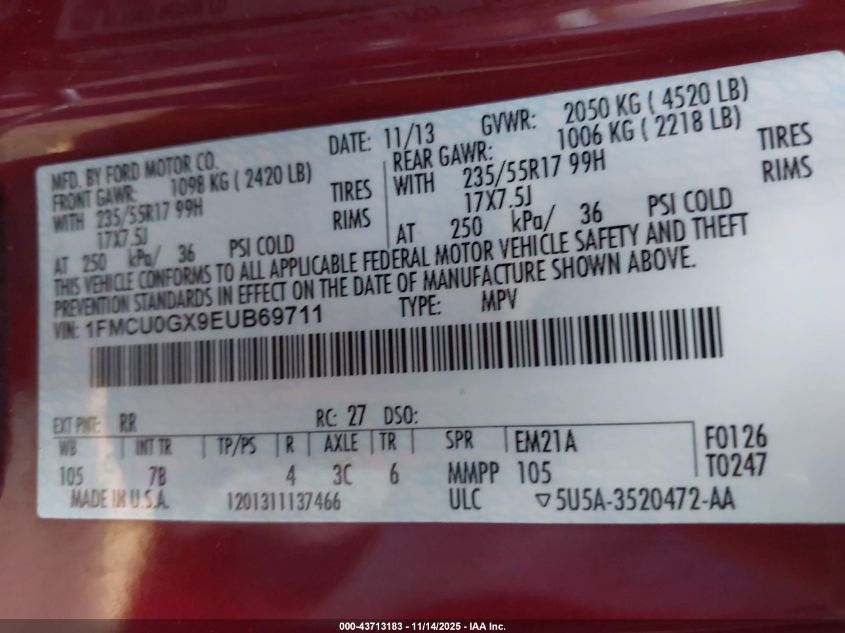 MFD. BY FORD MOTOR CO.
DATE: 11/13 GVWR: 2050 KG ( 4520 LB)
FRONT GAWR: 1098 KG ( 2420 LB)
WITH 235/55R17 99H TIRES
17X7.5J RIMS
AT 250 kPa/ 36 PSI COLD
REAR GAWR: 1006 KG ( 2218 LB)
WITH 235/55R17 99H TIRES
17X7.5J RIMS
AT 250 kPa/ 36 PSI COLD
THIS VEHICLE CONFORMS TO ALL APPLICABLE FEDERAL MOTOR VEHICLE SAFETY AND THEFT
PREVENTION STANDARDS IN EFFECT ON THE DATE OF MANUFACTURE SHOWN ABOVE.
VIN: 1FMCU0GX9EUB69711 TYPE: MPV
EXT PNT: RR RC: 27 DSO:
WB INT TR TP/PS R AXLE TR SPR EM21A F0126
105 7B 4 3C 6 MMPP 105 T0247
MADE IN U.S.A. 1201311137466 ULC ▽5U5A-3520472-AA
000-43713183 - 11/14/2025 - IAA Inc.